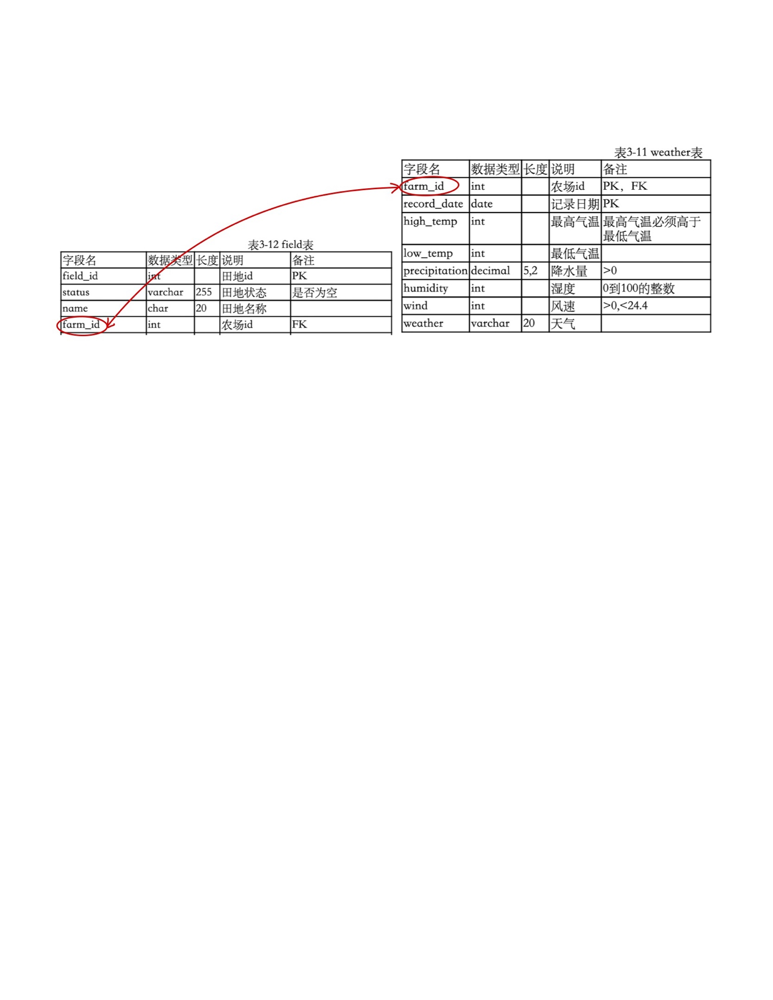 表3-12 field表
字段名 数据类型 长度 说明 备注
field_id int 田地id PK
status varchar 255 田地状态 是否为空
name char 20 田地名称
farm_id int 农场id FK
表3-11 weather表
字段名 数据类型 长度 说明 备注
farm_id int 农场id PK，FK
record_date date 记录日期 PK
high_temp int 最高气温 最高气温必须高于
最低气温
low_temp int 最低气温
precipitation decimal 5,2 降水量 >0
humidity int 湿度 0到100的整数
wind int 风速 >0,<24.4
weather varchar 20 天气